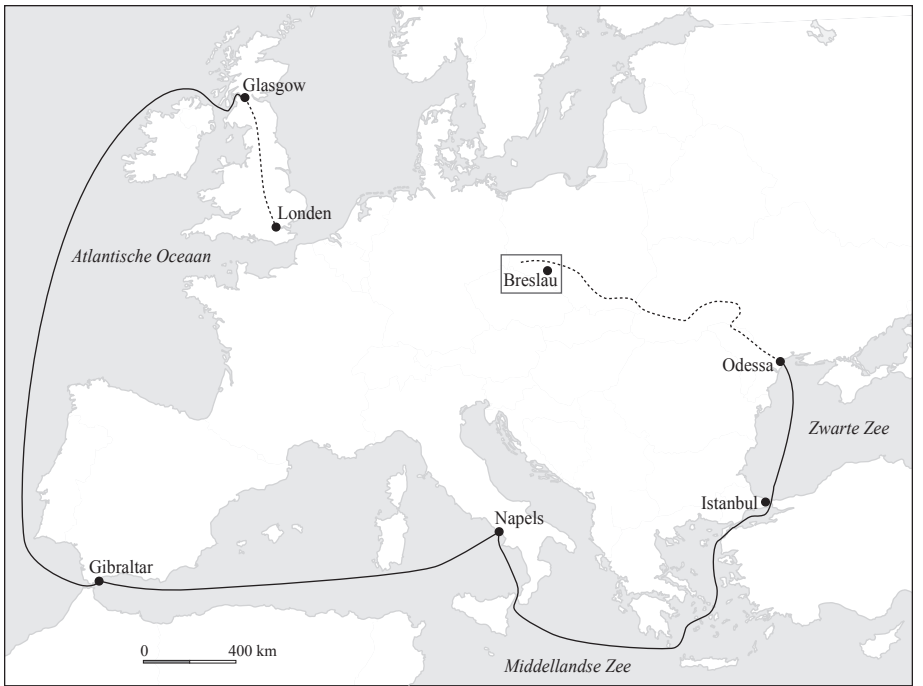 Glasgow
Londen
Atlantische Oceaan
Breslau
Odessa
Zwarte Zee
Istanbul
Napels
Gibraltar
0 400 km
Middellandse Zee